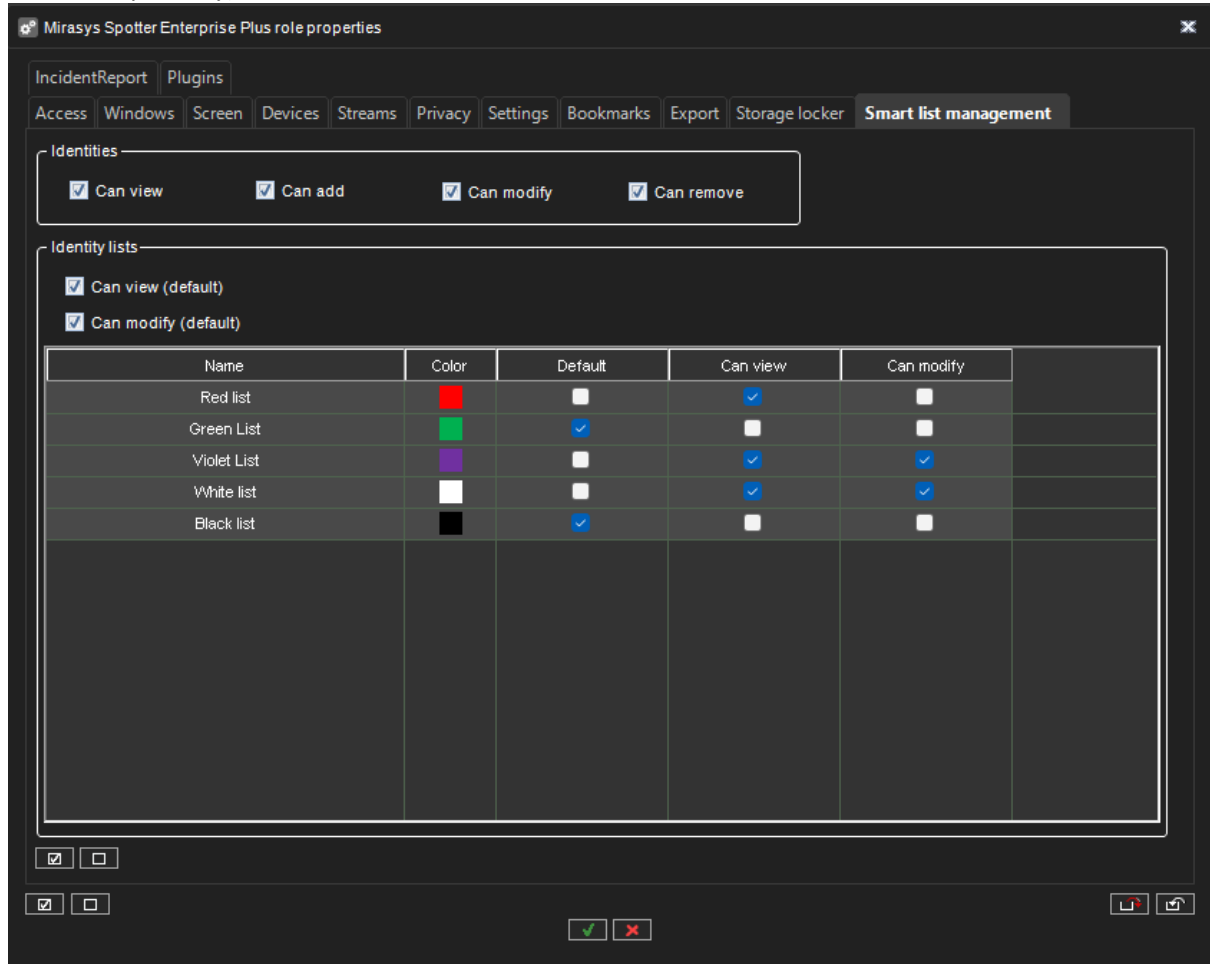 Mirasys Spotter Enterprise Plus role properties
IncidentReport Plugins
Access Windows Screen Devices Streams Privacy Settings Bookmarks Export Storage locker Smart list management
Identities
Can view Can add Can modify Can remove
Identity lists
Can view (default)
Can modify (default)
Name Color Default Can view Can modify
Red list
Green List
Violet List
White list
Black list